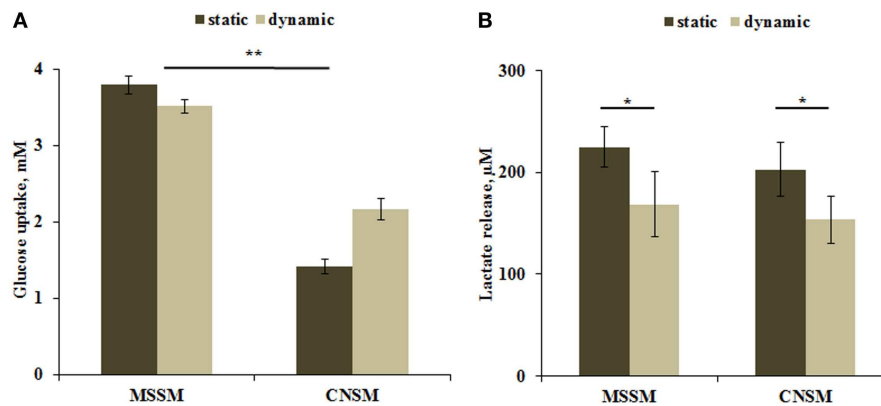 A
static dynamic
**
Glucose uptake, mM
4
3
2
1
0
MSSM CNSM
B
static dynamic
* *
Lactate release, µM
300
200
100
0
MSSM CNSM